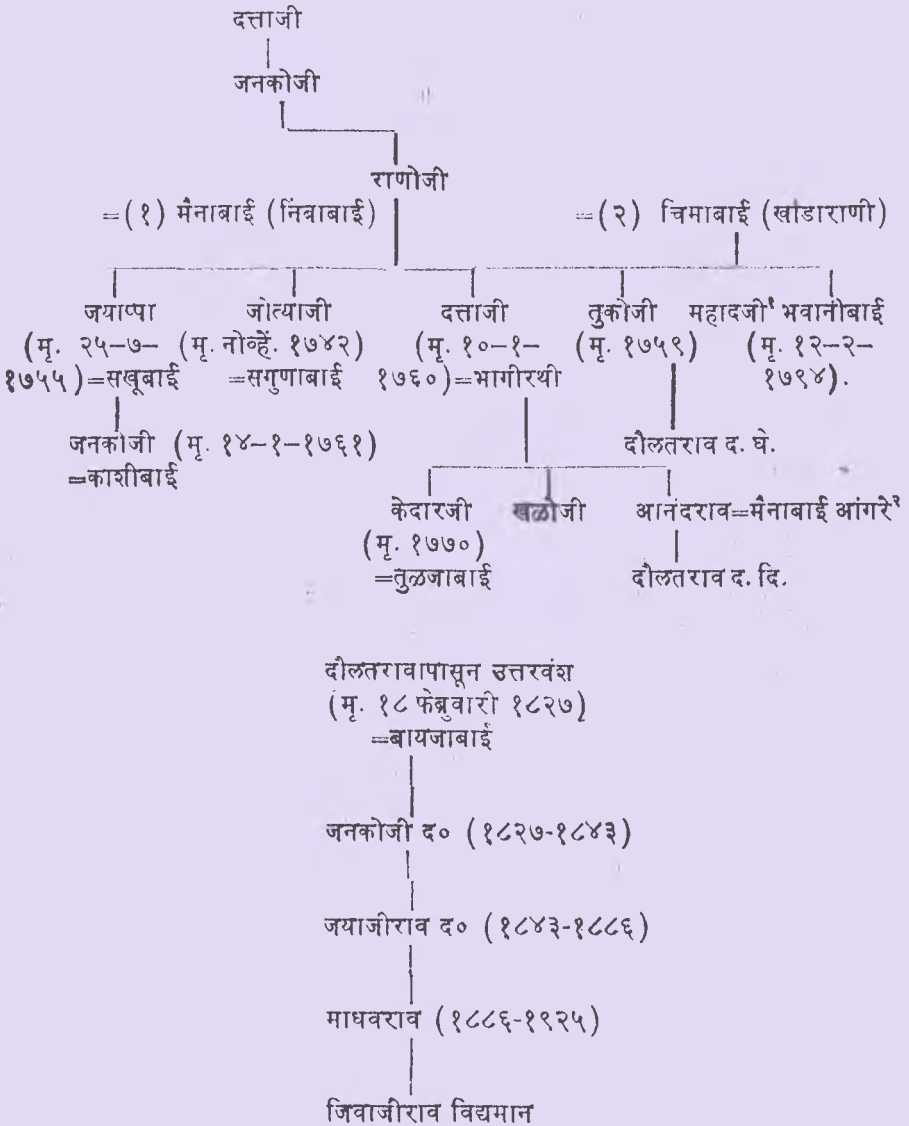 दत्ताजी
जनकोजी
राणोजी
=(१) मैनाबाई (निंबाबाई) =(२) चिमाबाई (खांडाराणी)
जयाप्पा जोत्याजी दत्ताजी तुकोजी महादजी¹ भवानीबाई
(मृ. २५-७- (मृ. नोव्हें. १७४२) (मृ. १०-१- (मृ. १७५९) (मृ. १२-२-
१७५५)=सखूबाई =सगुणाबाई १७६०)=भागीरथी १७९४).
जनकोजी (मृ. १४-१-१७६१) दौलतराव द. घे.
=काशीबाई
केदारजी खळोजी आनंदराव=मैनाबाई आंगरे²
(मृ. १७७०)
=तुळजाबाई दौलतराव द. दि.
दौलतरावापासून उत्तरवंश
(मृ. १८ फेब्रुवारी १८२७)
=बायजाबाई
जनकोजी द० (१८२७-१८४३)
जयाजीराव द० (१८४३-१८८६)
माधवराव (१८८६-१९२५)
जिवाजीराव विद्यमान